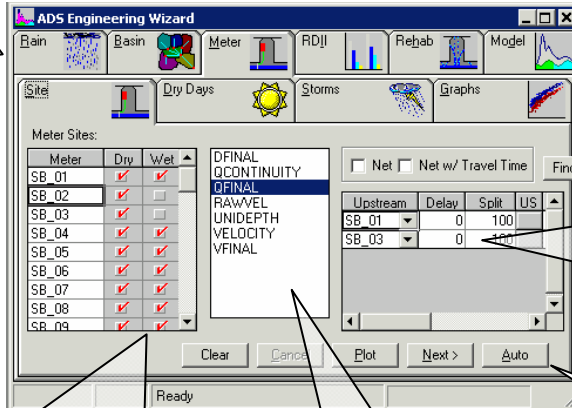 ADS Engineering Wizard
Rain Basin Meter RDII Rehab Model
Site Dry Days Storms Graphs
Meter Sites:
Meter Dry Wet
SB_01
SB_02
SB_03
SB_04
SB_05
SB_06
SB_07
SB_08
SB_09
DFINAL
QCONTINUITY
QFINAL
RAWVEL
UNIDEPTH
VELOCITY
VFINAL
Net Net w/ Travel Time Find
Upstream Delay Split US
SB_01 0 100
SB_03 0 100
Clear Cancel Plot Next > Auto
Ready